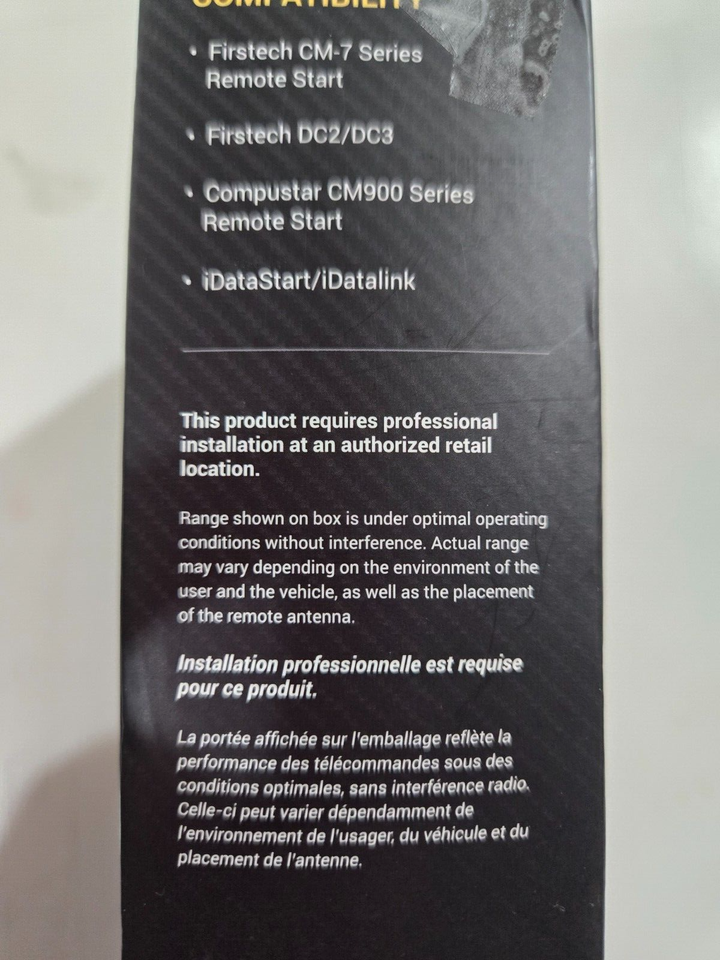 COMPATIBILITY
• Firstech CM-7 Series
Remote Start
• Firstech DC2/DC3
• Compustar CM900 Series
Remote Start
• iDataStart/iDatalink
This product requires professional
installation at an authorized retail
location.
Range shown on box is under optimal operating
conditions without interference. Actual range
may vary depending on the environment of the
user and the vehicle, as well as the placement
of the remote antenna.
Installation professionnelle est requise
pour ce produit.
La portée affichée sur l'emballage reflète la
performance des télécommandes sous des
conditions optimales, sans interférence radio.
Celle-ci peut varier dépendamment de
l'environnement de l'usager, du véhicule et du
placement de l'antenne.